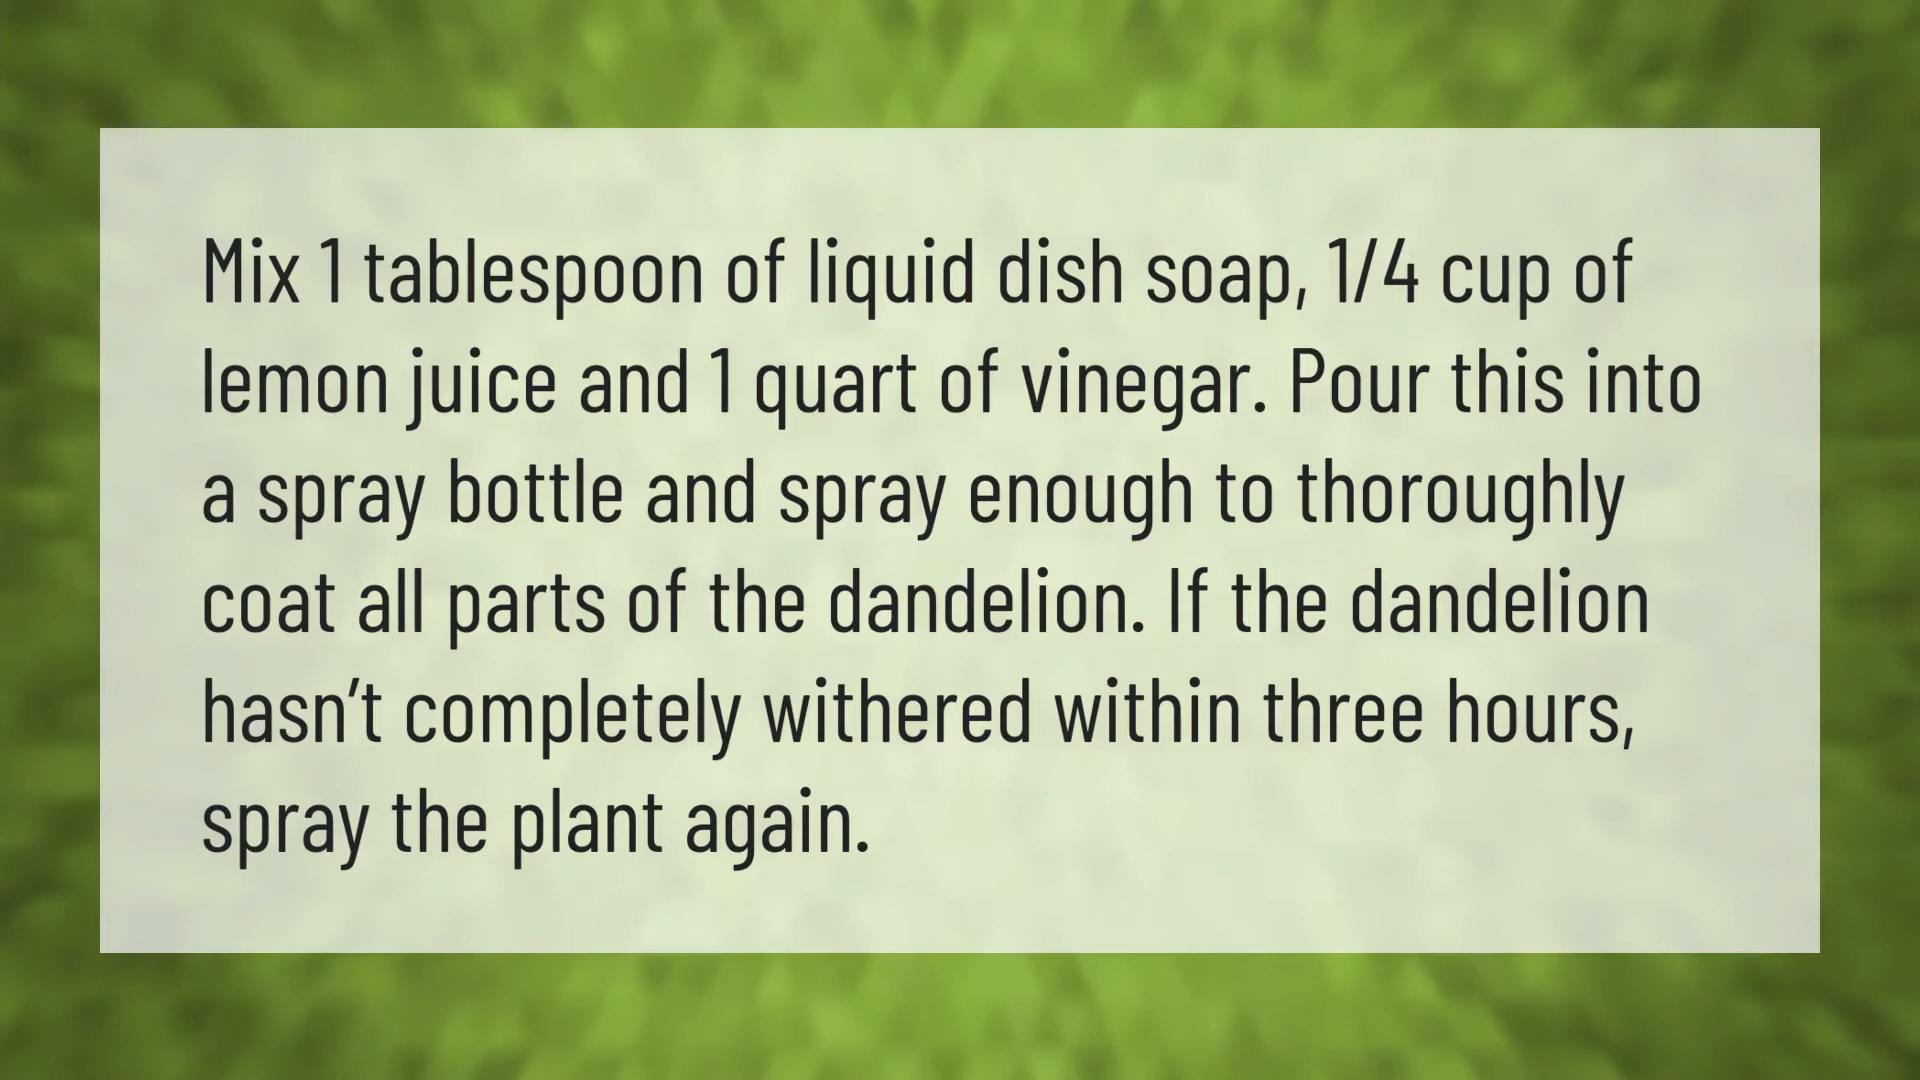 Mix 1 tablespoon of liquid dish soap, 1/4 cup of
lemon juice and 1 quart of vinegar. Pour this into
a spray bottle and spray enough to thoroughly
coat all parts of the dandelion. If the dandelion
hasn’t completely withered within three hours,
spray the plant again.